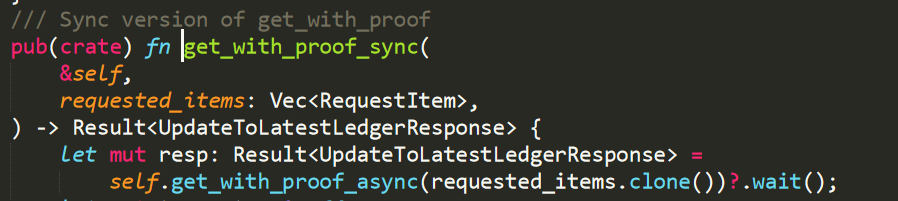 /// Sync version of get_with_proof
pub(crate) fn get_with_proof_sync(
&self,
requested_items: Vec<RequestItem>,
) -> Result<UpdateToLatestLedgerResponse> {
let mut resp: Result<UpdateToLatestLedgerResponse> =
self.get_with_proof_async(requested_items.clone())?.wait();